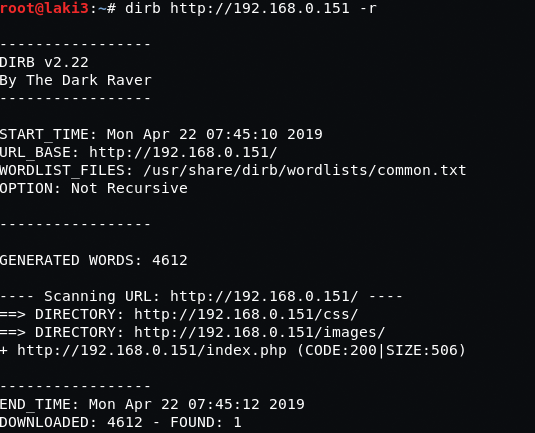 root@laki3:~# dirb http://192.168.0.151 -r
-----------------
DIRB v2.22
By The Dark Raver
-----------------
START_TIME: Mon Apr 22 07:45:10 2019
URL_BASE: http://192.168.0.151/
WORDLIST_FILES: /usr/share/dirb/wordlists/common.txt
OPTION: Not Recursive
-----------------
GENERATED WORDS: 4612
---- Scanning URL: http://192.168.0.151/ ----
==> DIRECTORY: http://192.168.0.151/css/
==> DIRECTORY: http://192.168.0.151/images/
+ http://192.168.0.151/index.php (CODE:200|SIZE:506)
-----------------
END_TIME: Mon Apr 22 07:45:12 2019
DOWNLOADED: 4612 - FOUND: 1